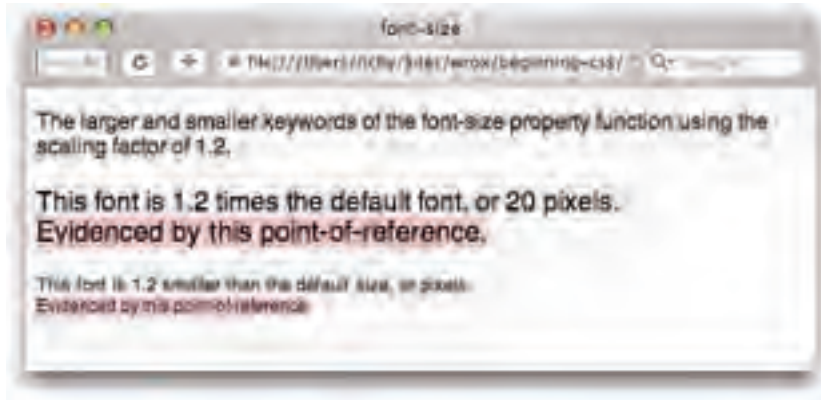 font-size
The larger and smaller keywords of the font-size property function using the
scaling factor of 1.2.
This font is 1.2 times the default font, or 20 pixels.
Evidenced by this point-of-reference.
This font is 1.2 smaller than the default size, or pixels.
Evidenced by this point-of-reference